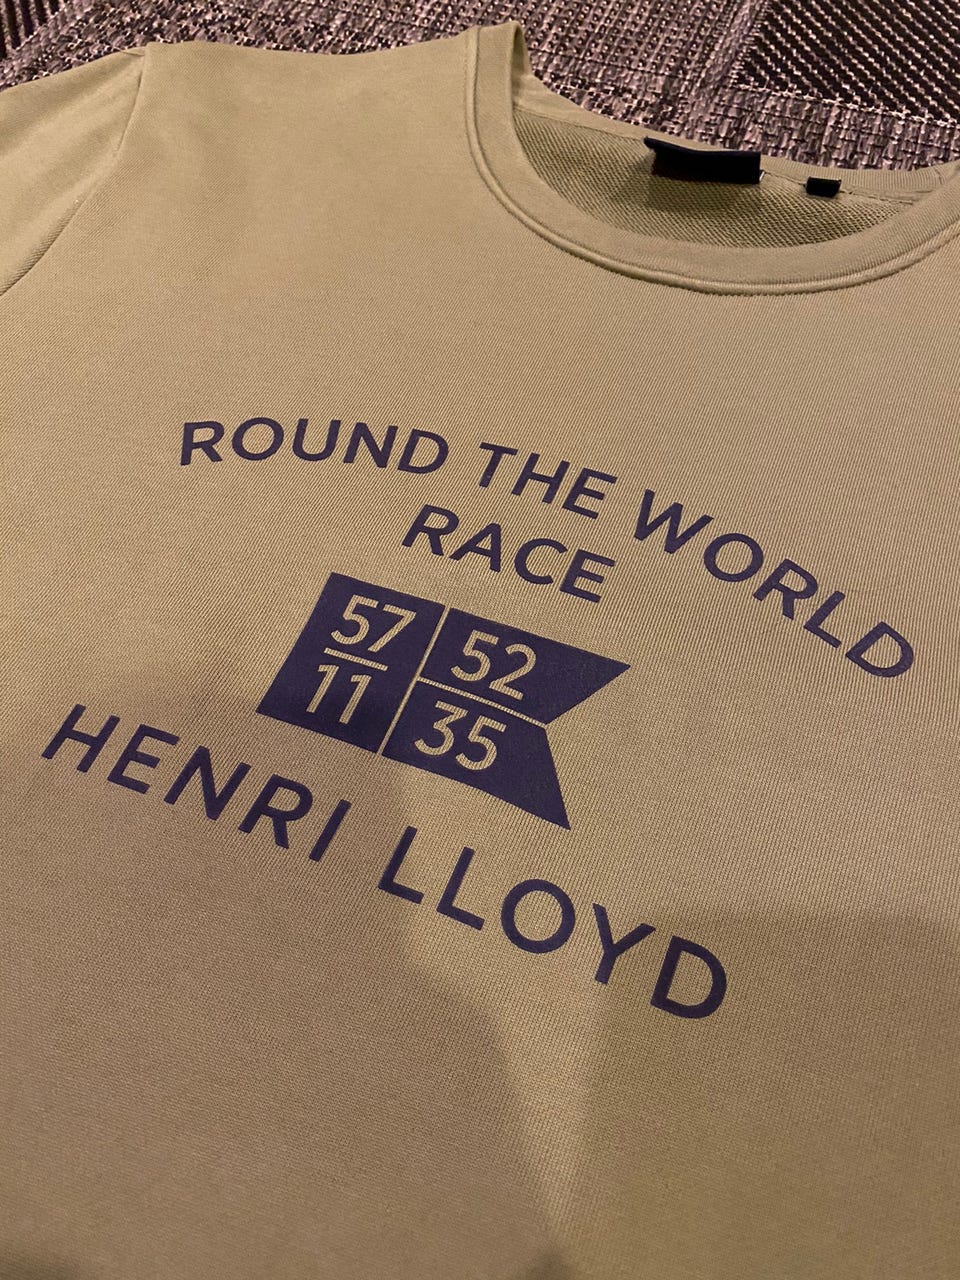 ROUND THE WORLD
RACE
57 52
11 35
HENRI LLOYD